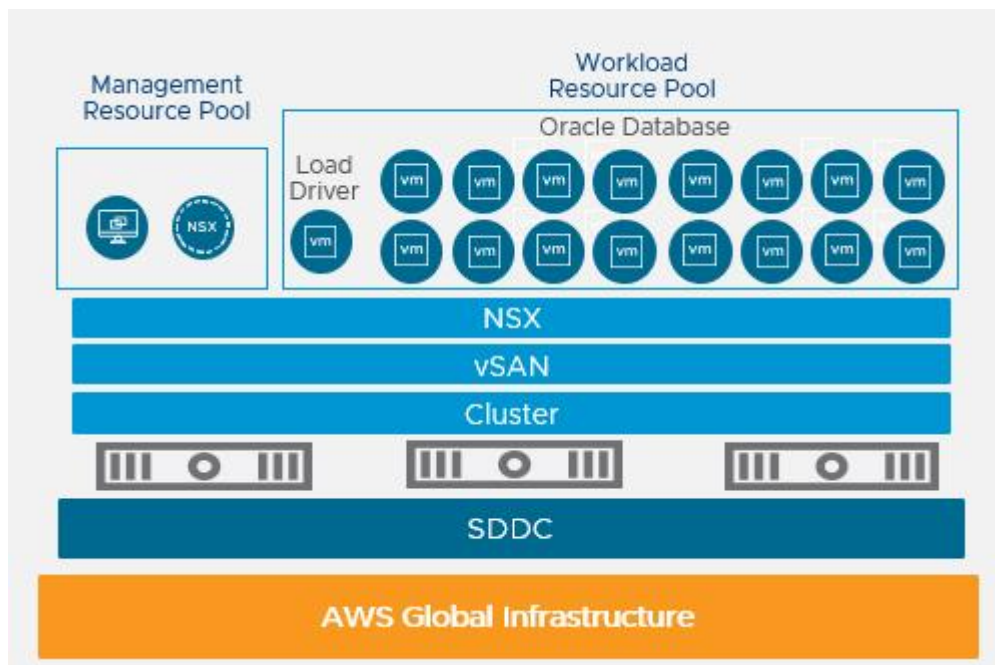 Management
Resource Pool
Workload
Resource Pool
Oracle Database
Load
Driver
vm vm vm vm vm vm vm vm
NSX
vm
vm vm vm vm vm vm vm vm
NSX
vSAN
Cluster
SDDC
AWS Global Infrastructure